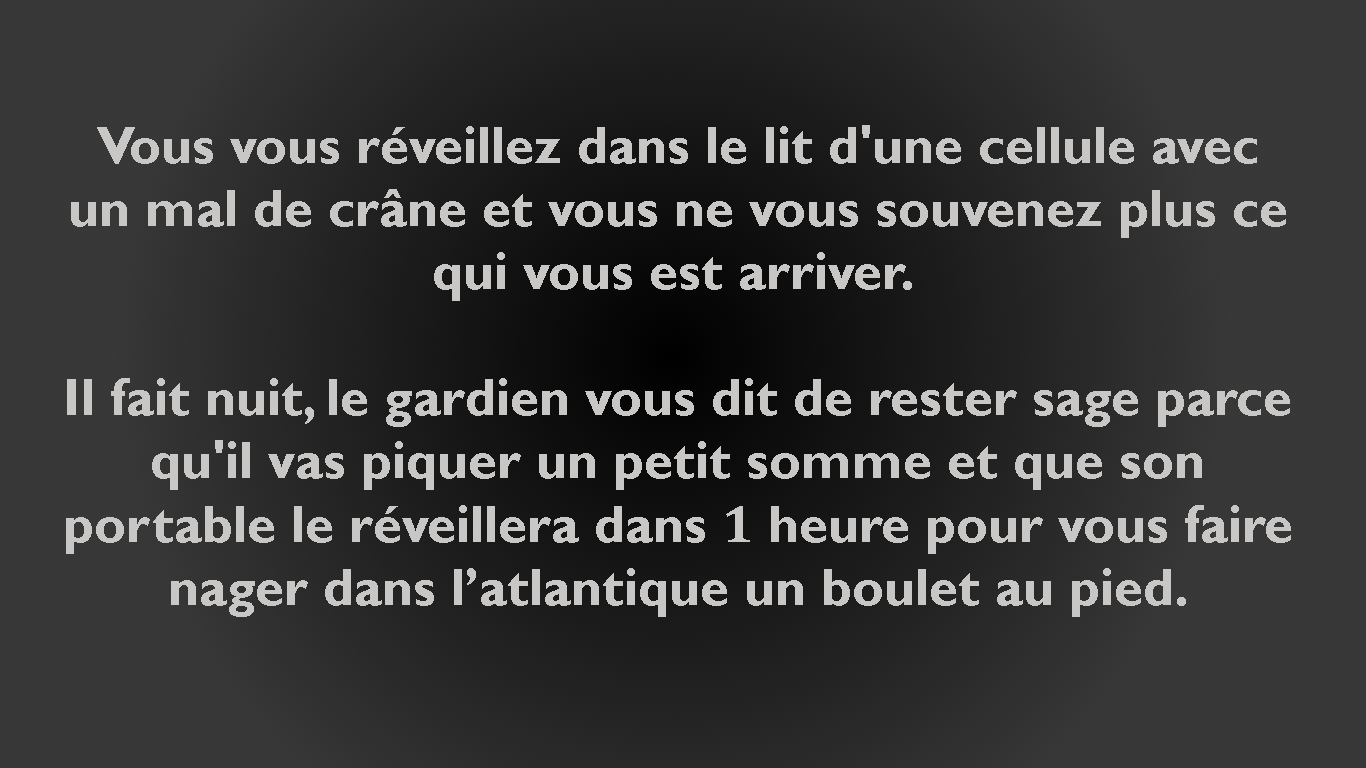 Vous vous réveillez dans le lit d'une cellule avec
un mal de crâne et vous ne vous souvenez plus ce
qui vous est arriver.
Il fait nuit, le gardien vous dit de rester sage parce
qu'il vas piquer un petit somme et que son
portable le réveillera dans 1 heure pour vous faire
nager dans l’atlantique un boulet au pied.